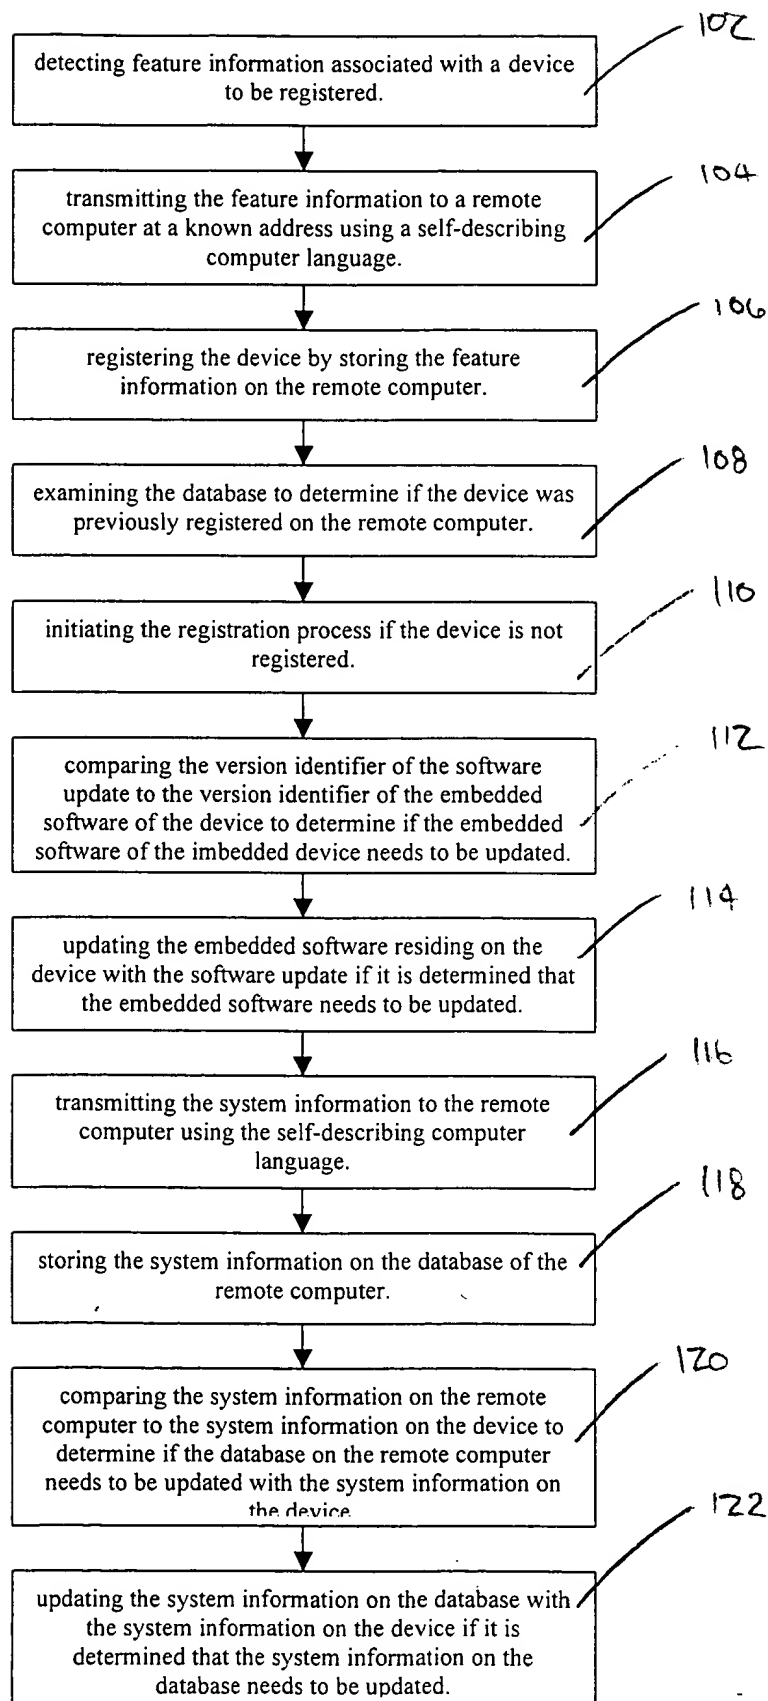 102
detecting feature information associated with a device
to be registered.
104
transmitting the feature information to a remote
computer at a known address using a self-describing
computer language.
106
registering the device by storing the feature
information on the remote computer.
108
examining the database to determine if the device was
previously registered on the remote computer.
110
initiating the registration process if the device is not
registered.
112
comparing the version identifier of the software
update to the version identifier of the embedded
software of the device to determine if the embedded
software of the imbedded device needs to be updated.
114
updating the embedded software residing on the
device with the software update if it is determined that
the embedded software needs to be updated.
116
transmitting the system information to the remote
computer using the self-describing computer
language.
118
storing the system information on the database of the
remote computer.
120
comparing the system information on the remote
computer to the system information on the device to
determine if the database on the remote computer
needs to be updated with the system information on
the device.
122
updating the system information on the database with
the system information on the device if it is
determined that the system information on the
database needs to be updated.